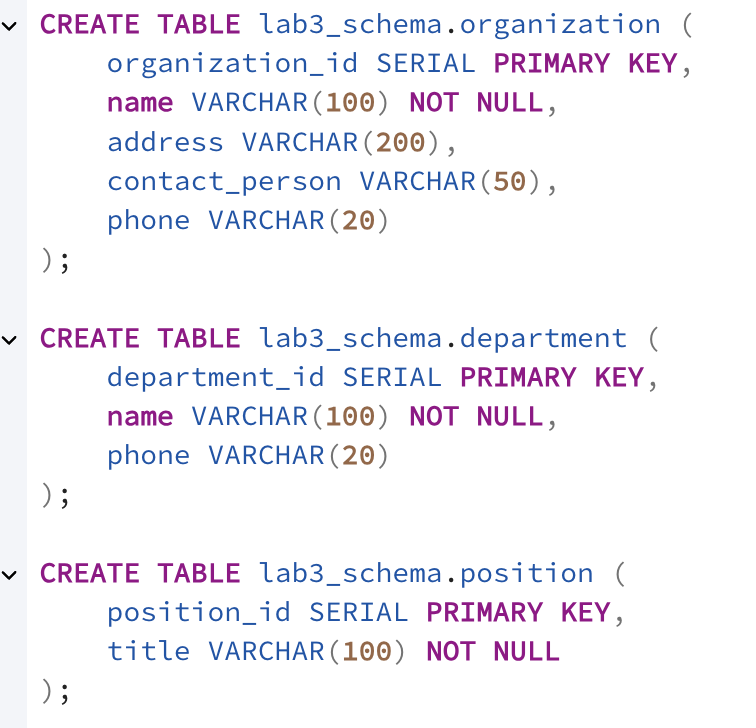 CREATE TABLE lab3_schema.organization (
    organization_id SERIAL PRIMARY KEY,
    name VARCHAR(100) NOT NULL,
    address VARCHAR(200),
    contact_person VARCHAR(50),
    phone VARCHAR(20)
);
CREATE TABLE lab3_schema.department (
    department_id SERIAL PRIMARY KEY,
    name VARCHAR(100) NOT NULL,
    phone VARCHAR(20)
);
CREATE TABLE lab3_schema.position (
    position_id SERIAL PRIMARY KEY,
    title VARCHAR(100) NOT NULL
);